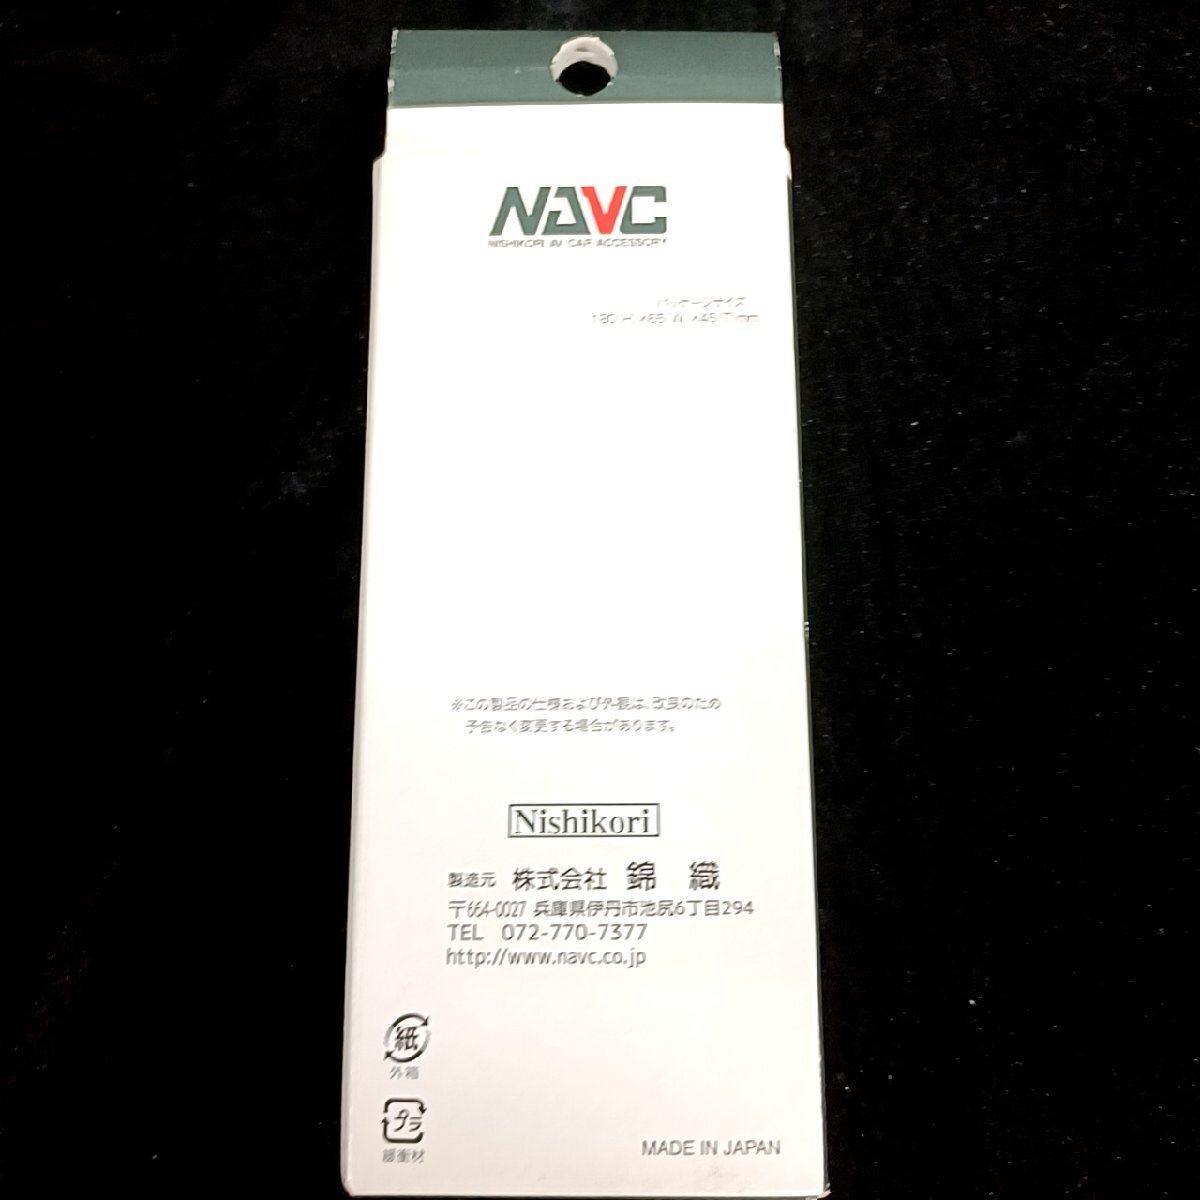 NAVC
NISHIKORI AV CAR ACCESSORY
パッケージサイズ
180(H)×65(W)×45(T)mm
※この製品の仕様および外観は、改良のため
予告なく変更する場合があります。
Nishikori
製造元 株式会社 錦 織
〒664-0027 兵庫県伊丹市池尻6丁目294
TEL 072-770-7377
http://www.navc.co.jp
紙
外箱
プラ
緩衝材
MADE IN JAPAN